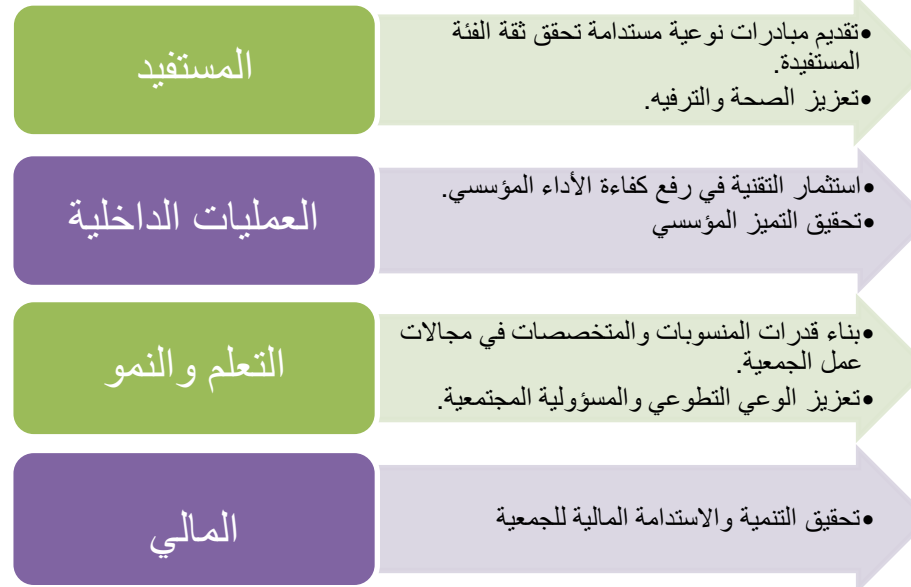 المستفيد
•تقديم مبادرات نوعية مستدامة تحقق ثقة الفئة
المستفيدة.
•تعزيز الصحة والترفيه.
العمليات الداخلية
•استثمار التقنية في رفع كفاءة الأداء المؤسسي.
•تحقيق التميز المؤسسي
التعلم والنمو
•بناء قدرات المنسوبات والمتخصصات في مجالات
عمل الجمعية.
•تعزيز الوعي التطوعي والمسؤولية المجتمعية.
المالي
•تحقيق التنمية والاستدامة المالية للجمعية